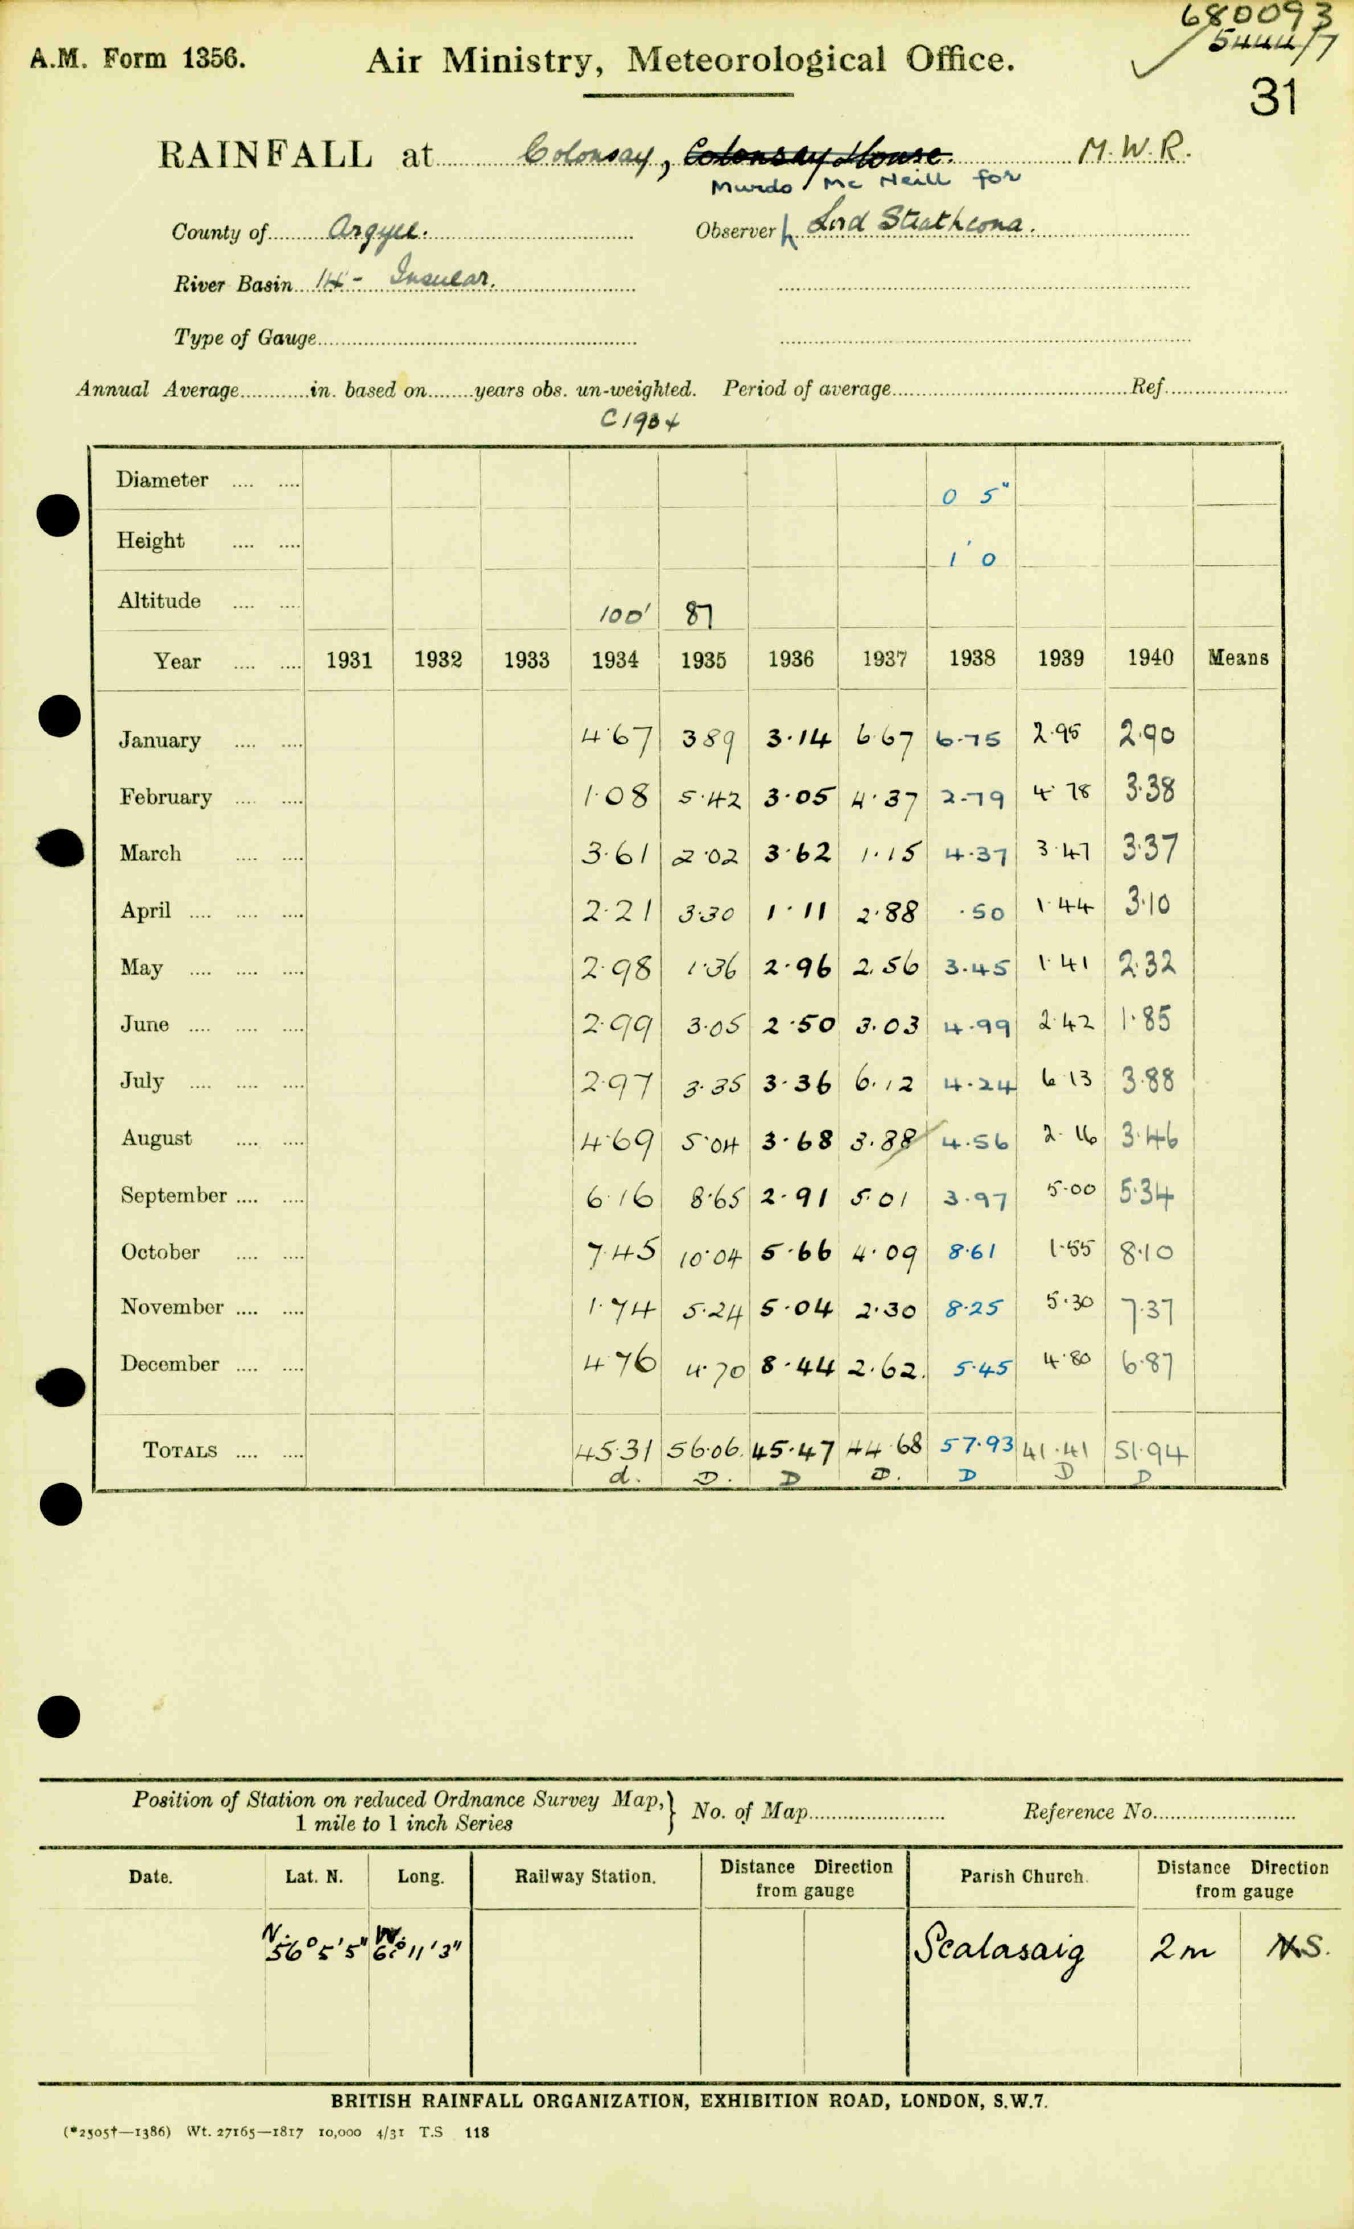 680093
5444/7
A.M. Form 1356. Air Ministry, Meteorological Office.
31
RAINFALL at Colonsay, Colonsay House. M.W.R.
Murdo Mc Neill for
County of Argyll. Observer Lord Strathcona.
River Basin 14 - Insular.
Type of Gauge
Annual Average in. based on years obs. un-weighted. Period of average Ref.
C 1934
Diameter 0 5"
Height 1' 0
Altitude 100' 87
Year 1931 1932 1933 1934 1935 1936 1937 1938 1939 1940 Means
January 4.67 3 89 3.14 6.67 6.75 2.95 2.90
February 1.08 5.42 3.05 4.37 2.79 4.78 3.38
March 3.61 2.02 3.62 1.15 4.37 3.47 3.37
April 2.21 3.30 1.11 2.88 .50 1.44 3.10
May 2.98 1.36 2.96 2.56 3.45 1.41 2.32
June 2.99 3.05 2.50 3.03 4.99 2.42 1.85
July 2.97 3.35 3.36 6.12 4.24 6 13 3.88
August 4.69 5.04 3.68 3.88 4.56 2.16 3.46
September 6.16 8.65 2.91 5.01 3.97 5.00 5.34
October 7.45 10.04 5.66 4.09 8.61 1.55 8.10
November 1.74 5.24 5.04 2.30 8.25 5.30 7.37
December 4.76 4.70 8.44 2.62. 5.45 4.80 6.87
TOTALS 45.31 56.06. 45.47 44.68 57.93 41.41 51.94
d. D. D D. D D D
Position of Station on reduced Ordnance Survey Map, 1 mile to 1 inch Series No. of Map Reference No.
Date. Lat. N. Long. Railway Station. Distance Direction from gauge Parish Church. Distance Direction from gauge
N. 56° 5' 5" W. 6° 11' 3" Scalasaig 2m N S.
BRITISH RAINFALL ORGANIZATION, EXHIBITION ROAD, LONDON, S.W.7.
(*2505†—1386) Wt. 27165—1817 10,000 4/31 T.S 118